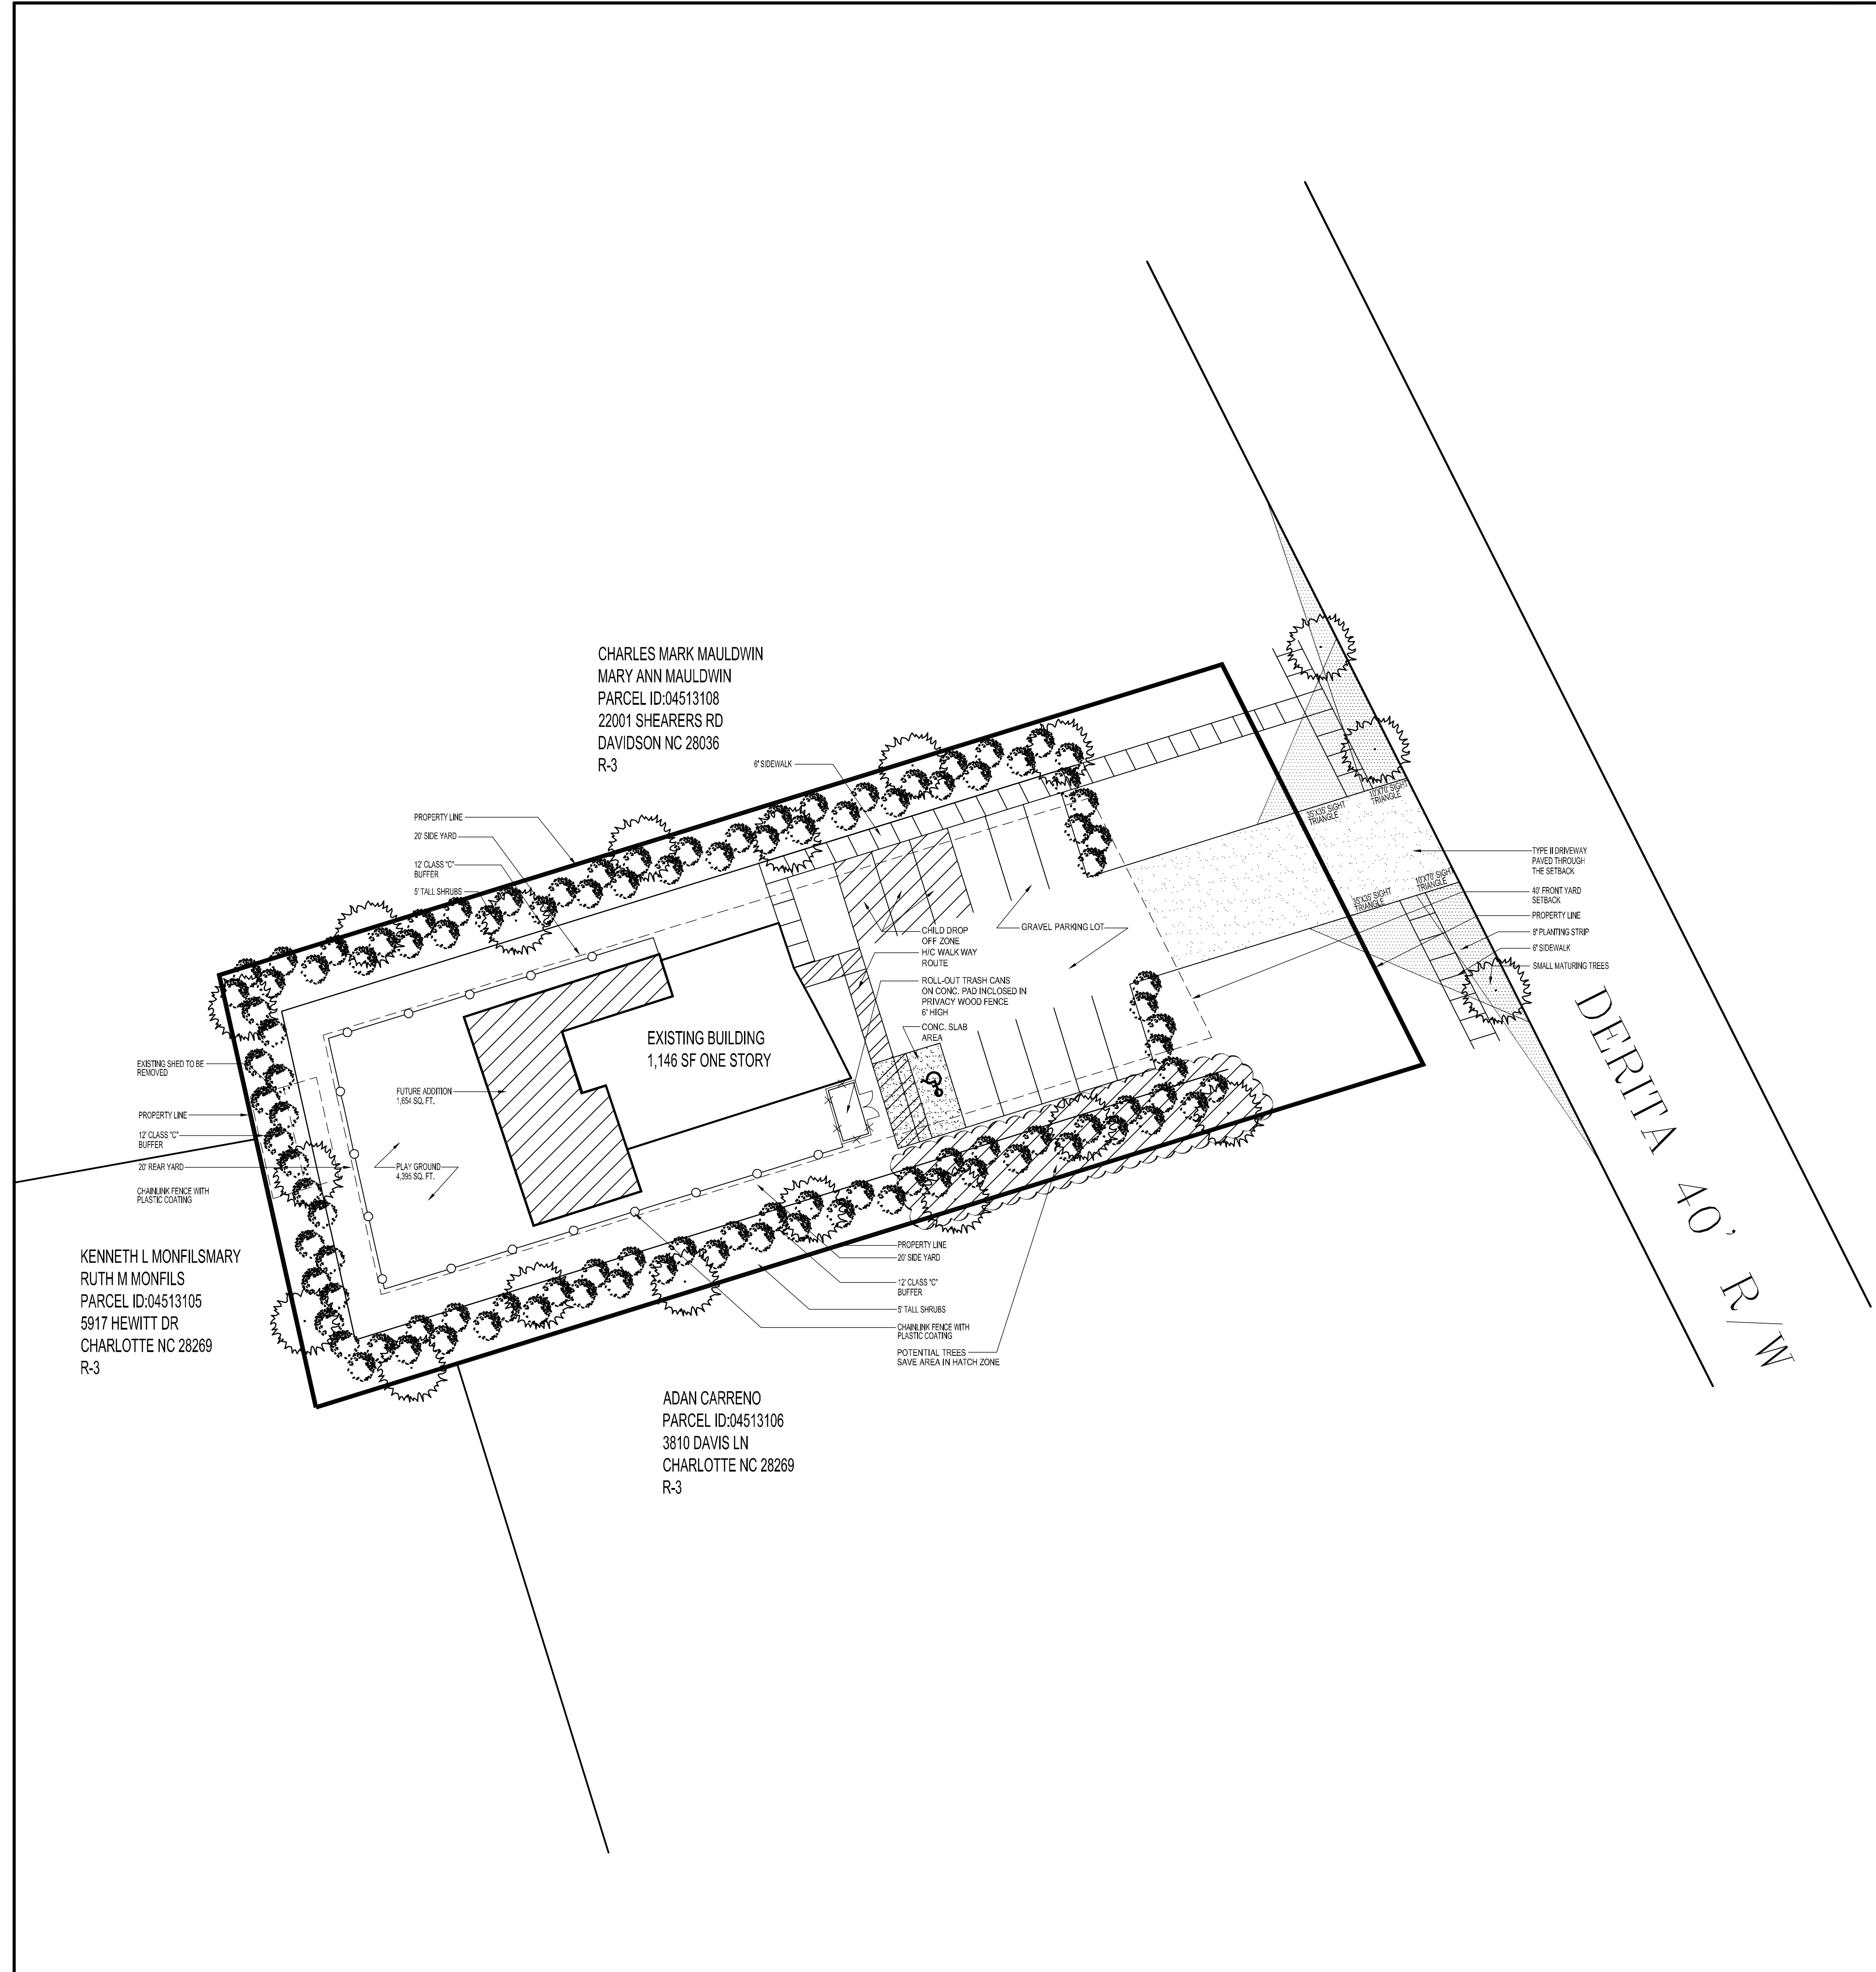 CHARLES MARK MAULDWIN
MARY ANN MAULDWIN
PARCEL ID:04513108
22001 SHEARERS RD
DAVIDSON NC 28036
R-3
6' SIDEWALK
PROPERTY LINE
20' SIDE YARD
12' CLASS "C"
BUFFER
5' TALL SHRUBS
35'X35' SIGHT
TRIANGLE
10'X70' SIGHT
TRIANGLE
35'X35' SIGHT
TRIANGLE
10'X70' SIGHT
TRIANGLE
TYPE II DRIVEWAY
PAVED THROUGH
THE SETBACK
40' FRONT YARD
SETBACK
PROPERTY LINE
8' PLANTING STRIP
6' SIDEWALK
SMALL MATURING TREES
CHILD DROP
OFF ZONE
H/C WALK WAY
ROUTE
GRAVEL PARKING LOT
ROLL-OUT TRASH CANS
ON CONC. PAD INCLOSED IN
PRIVACY WOOD FENCE
6' HIGH
CONC. SLAB
AREA
EXISTING BUILDING
1,146 SF ONE STORY
FUTURE ADDITION
1,654 SQ. FT.
PLAY GROUND
4,395 SQ. FT.
EXISTING SHED TO BE
REMOVED
PROPERTY LINE
12' CLASS "C"
BUFFER
20' REAR YARD
CHAINLINK FENCE WITH
PLASTIC COATING
KENNETH L MONFILSMARY
RUTH M MONFILS
PARCEL ID:04513105
5917 HEWITT DR
CHARLOTTE NC 28269
R-3
PROPERTY LINE
20' SIDE YARD
12' CLASS "C"
BUFFER
5' TALL SHRUBS
CHAINLINK FENCE WITH
PLASTIC COATING
POTENTIAL TREES
SAVE AREA IN HATCH ZONE
ADAN CARRENO
PARCEL ID:04513106
3810 DAVIS LN
CHARLOTTE NC 28269
R-3
DERITA 40' R/W